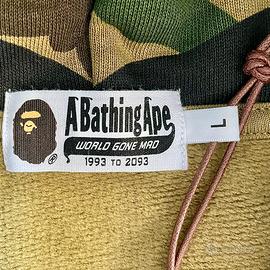 ABathingApe
WORLD GONE MAD
1993 TO 2093
L
®